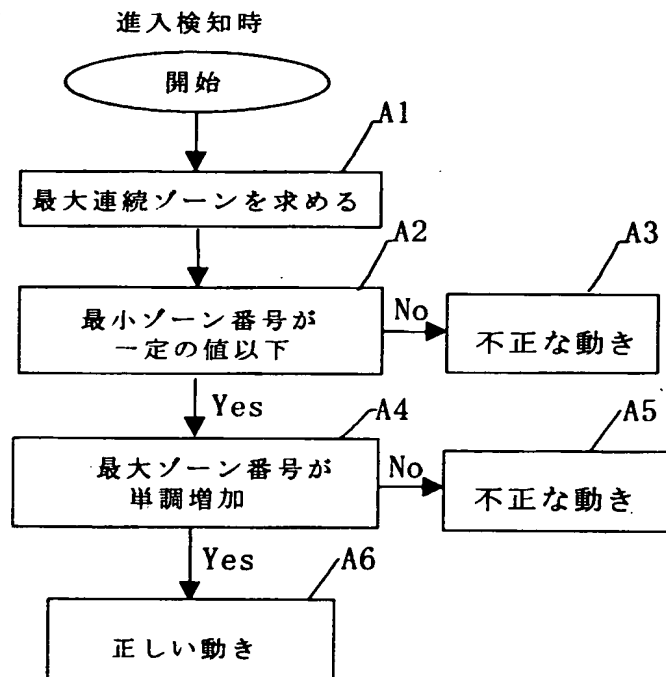 進入検知時
開始
A1
最大連続ゾーンを求める
A2
最小ゾーン番号が
一定の値以下
No
A3
不正な動き
Yes
A4
最大ゾーン番号が
単調増加
No
A5
不正な動き
Yes
A6
正しい動き